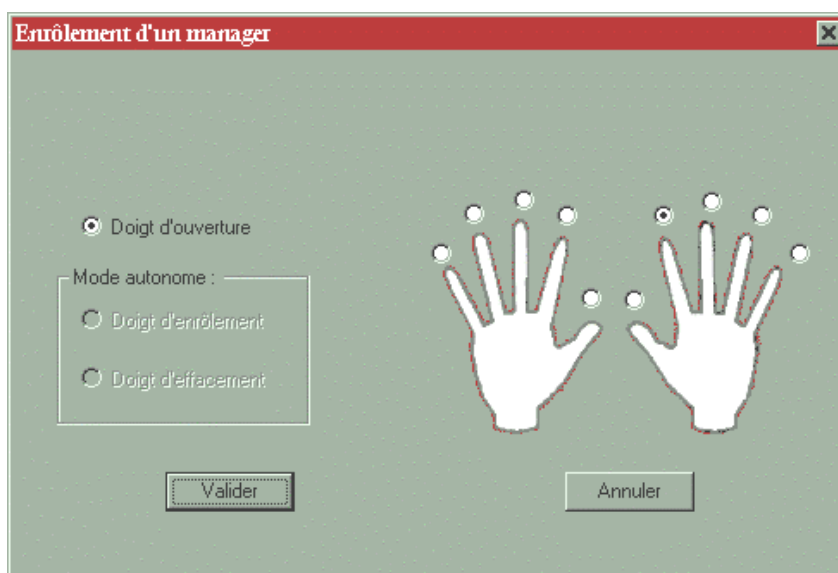 Enrôlement d'un manager
Doigt d'ouverture
Mode autonome :
Doigt d'enrôlement
Doigt d'effacement
Valider
Annuler